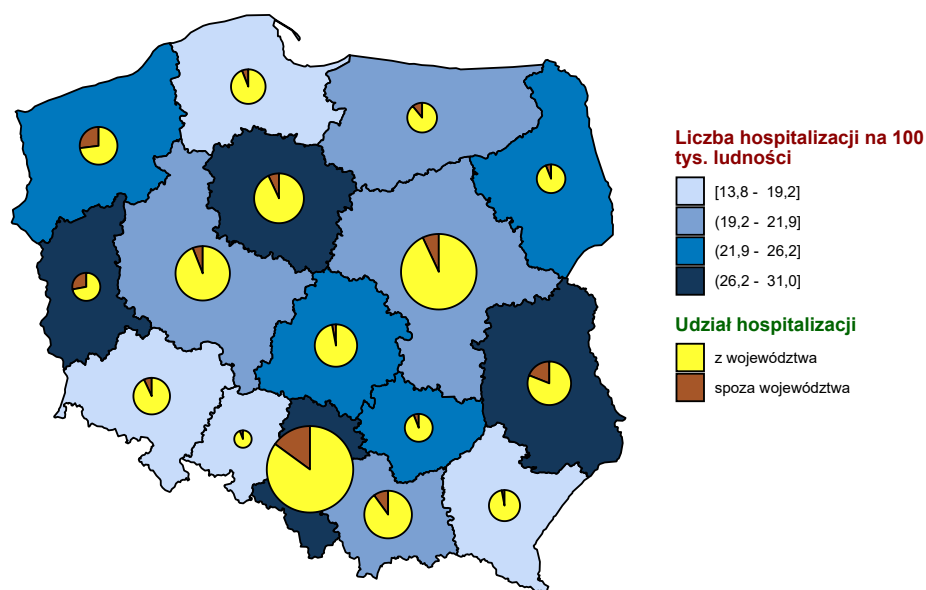 Liczba hospitalizacji na 100
tys. ludności
[13,8 - 19,2]
(19,2 - 21,9]
(21,9 - 26,2]
(26,2 - 31,0]
Udział hospitalizacji
z województwa
spoza województwa